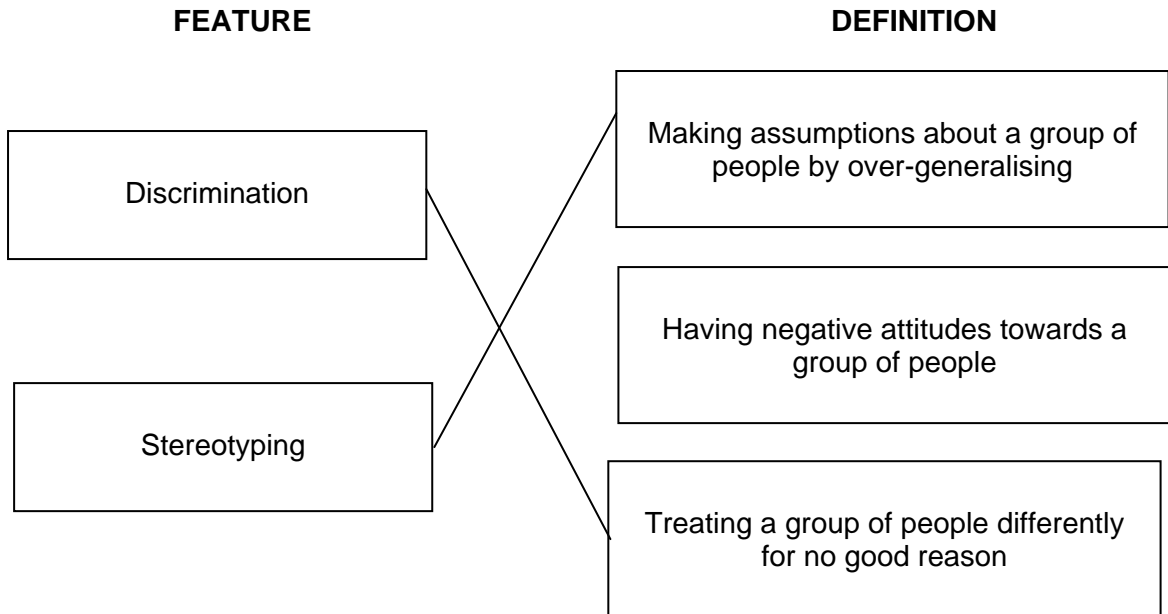 FEATURE
DEFINITION
Discrimination
Stereotyping
Making assumptions about a group of
people by over-generalising
Having negative attitudes towards a
group of people
Treating a group of people differently
for no good reason